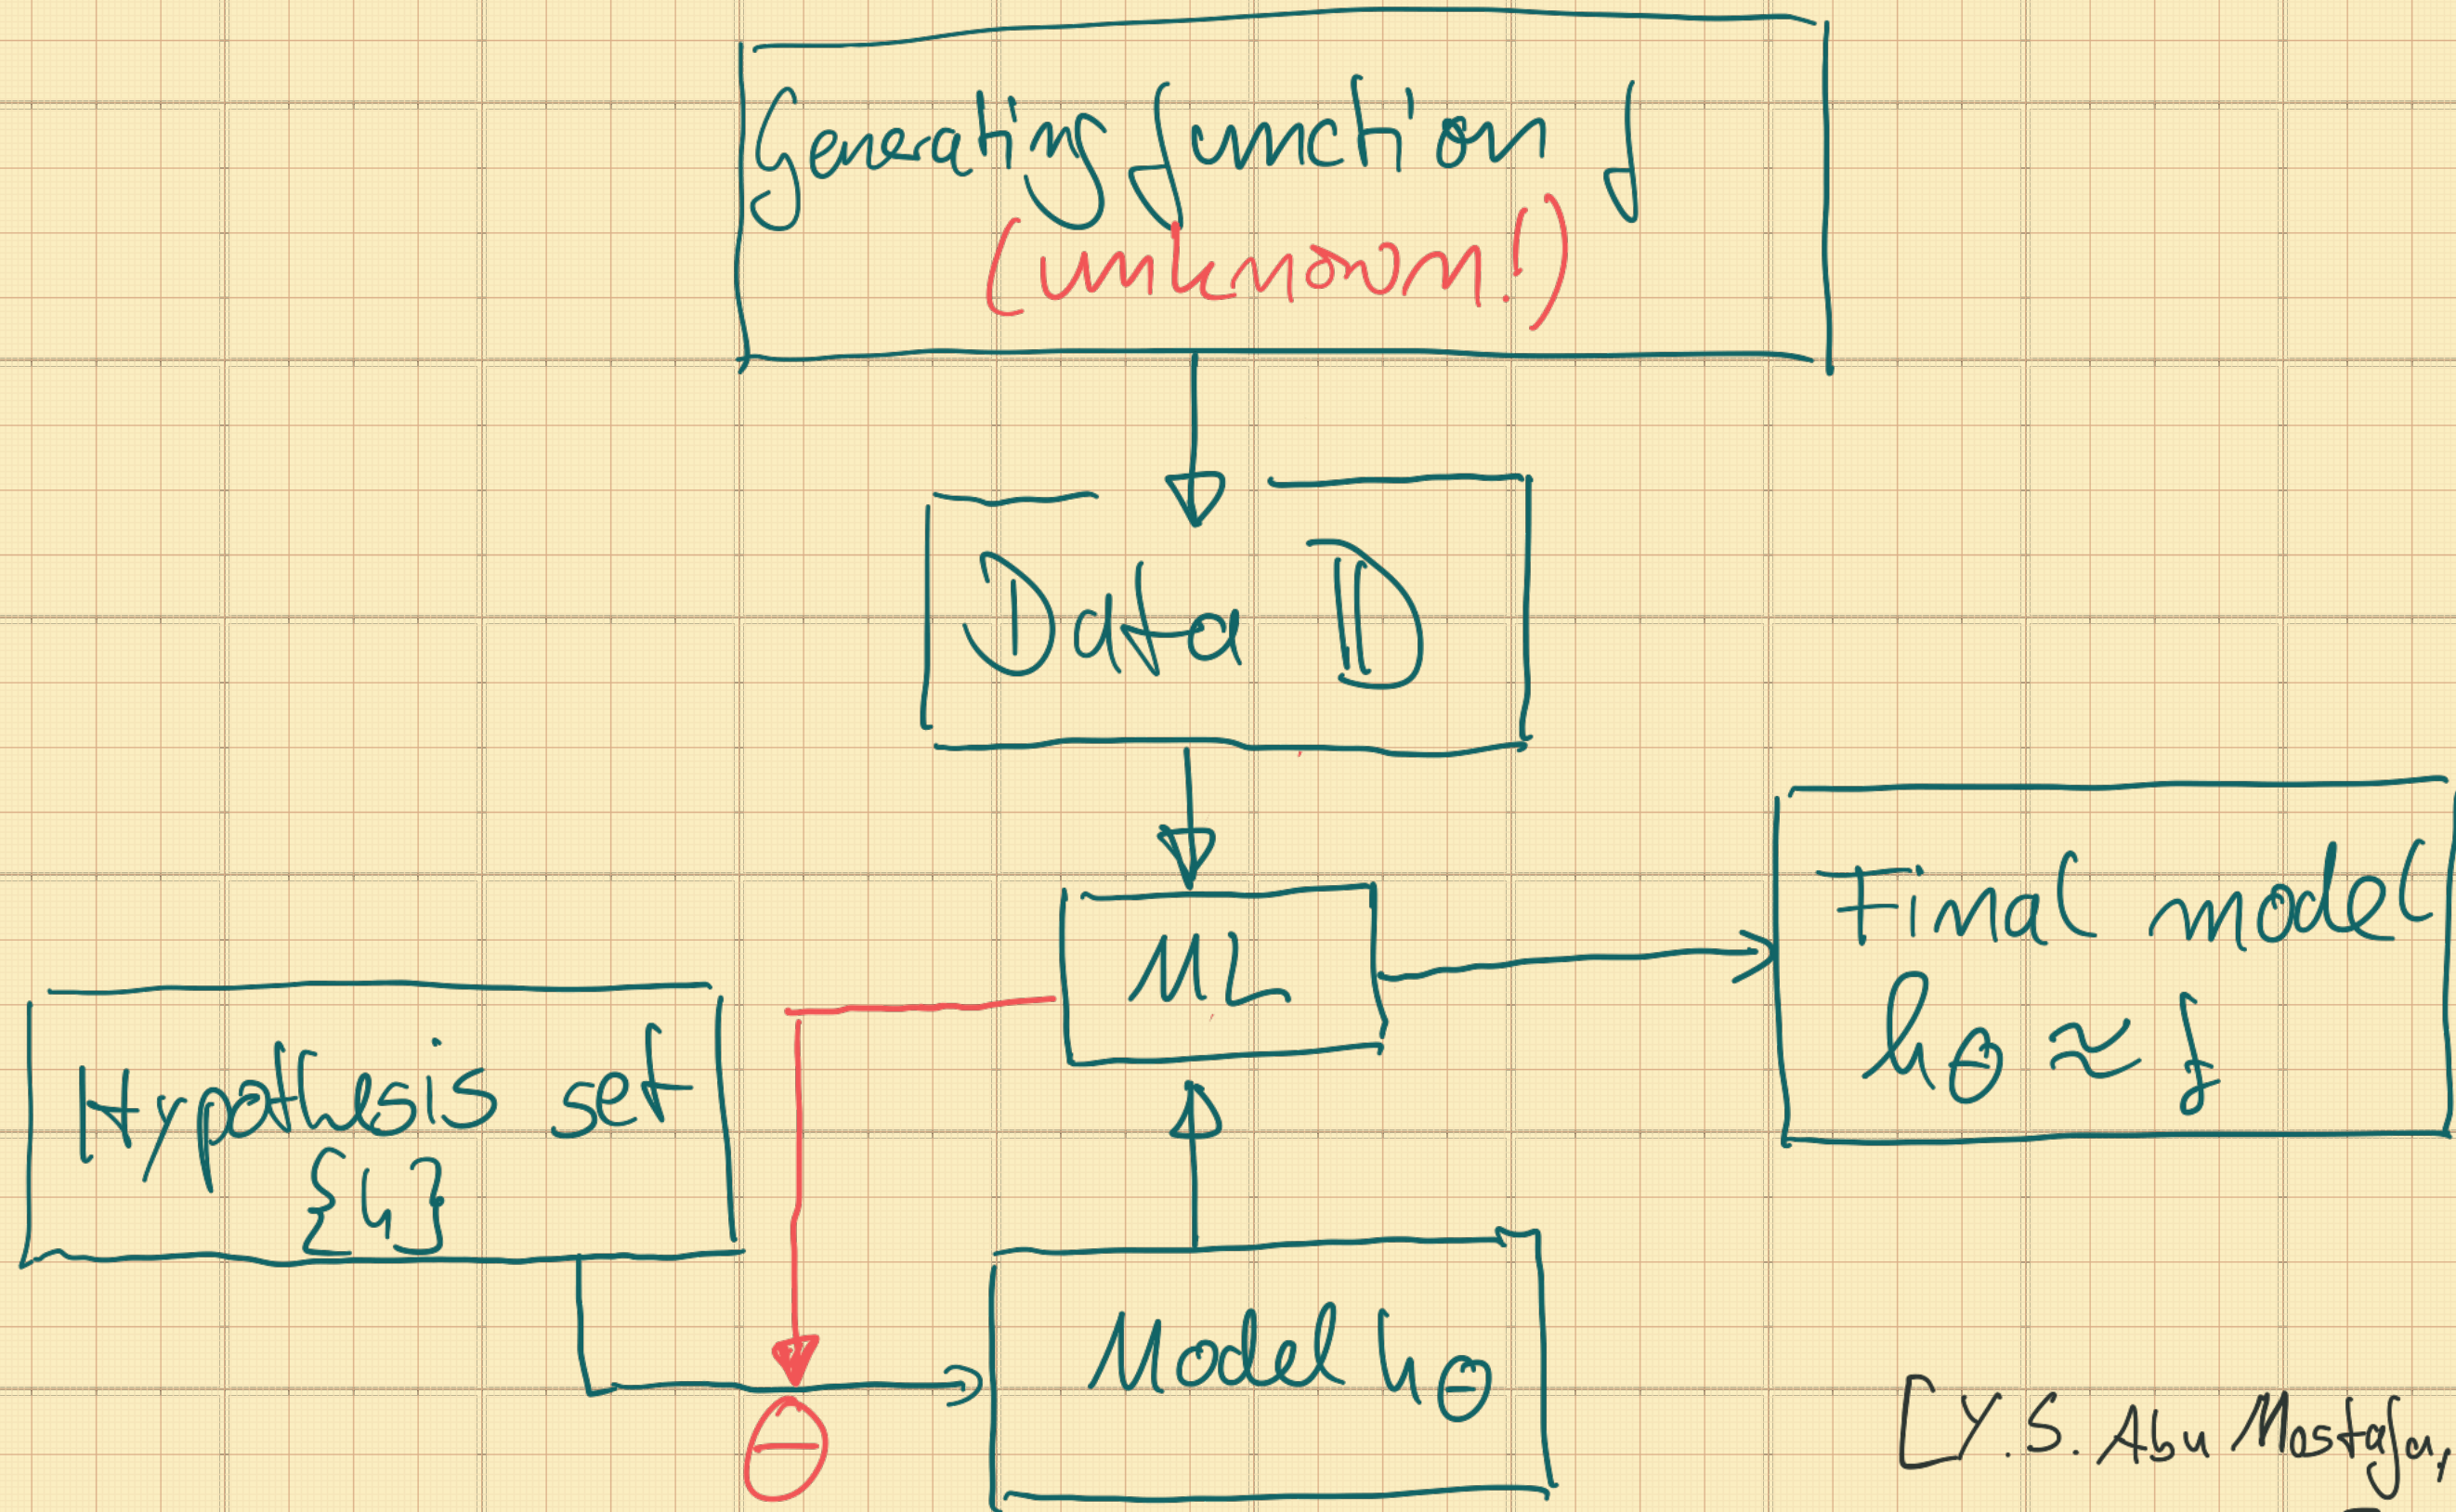 Generating function f
(unknown!)
Data 𝔻
ML
Final model
hθ ≈ f
Hypothesis set
{h}
Model hθ
θ
[Y.S. Abu Mostafa,